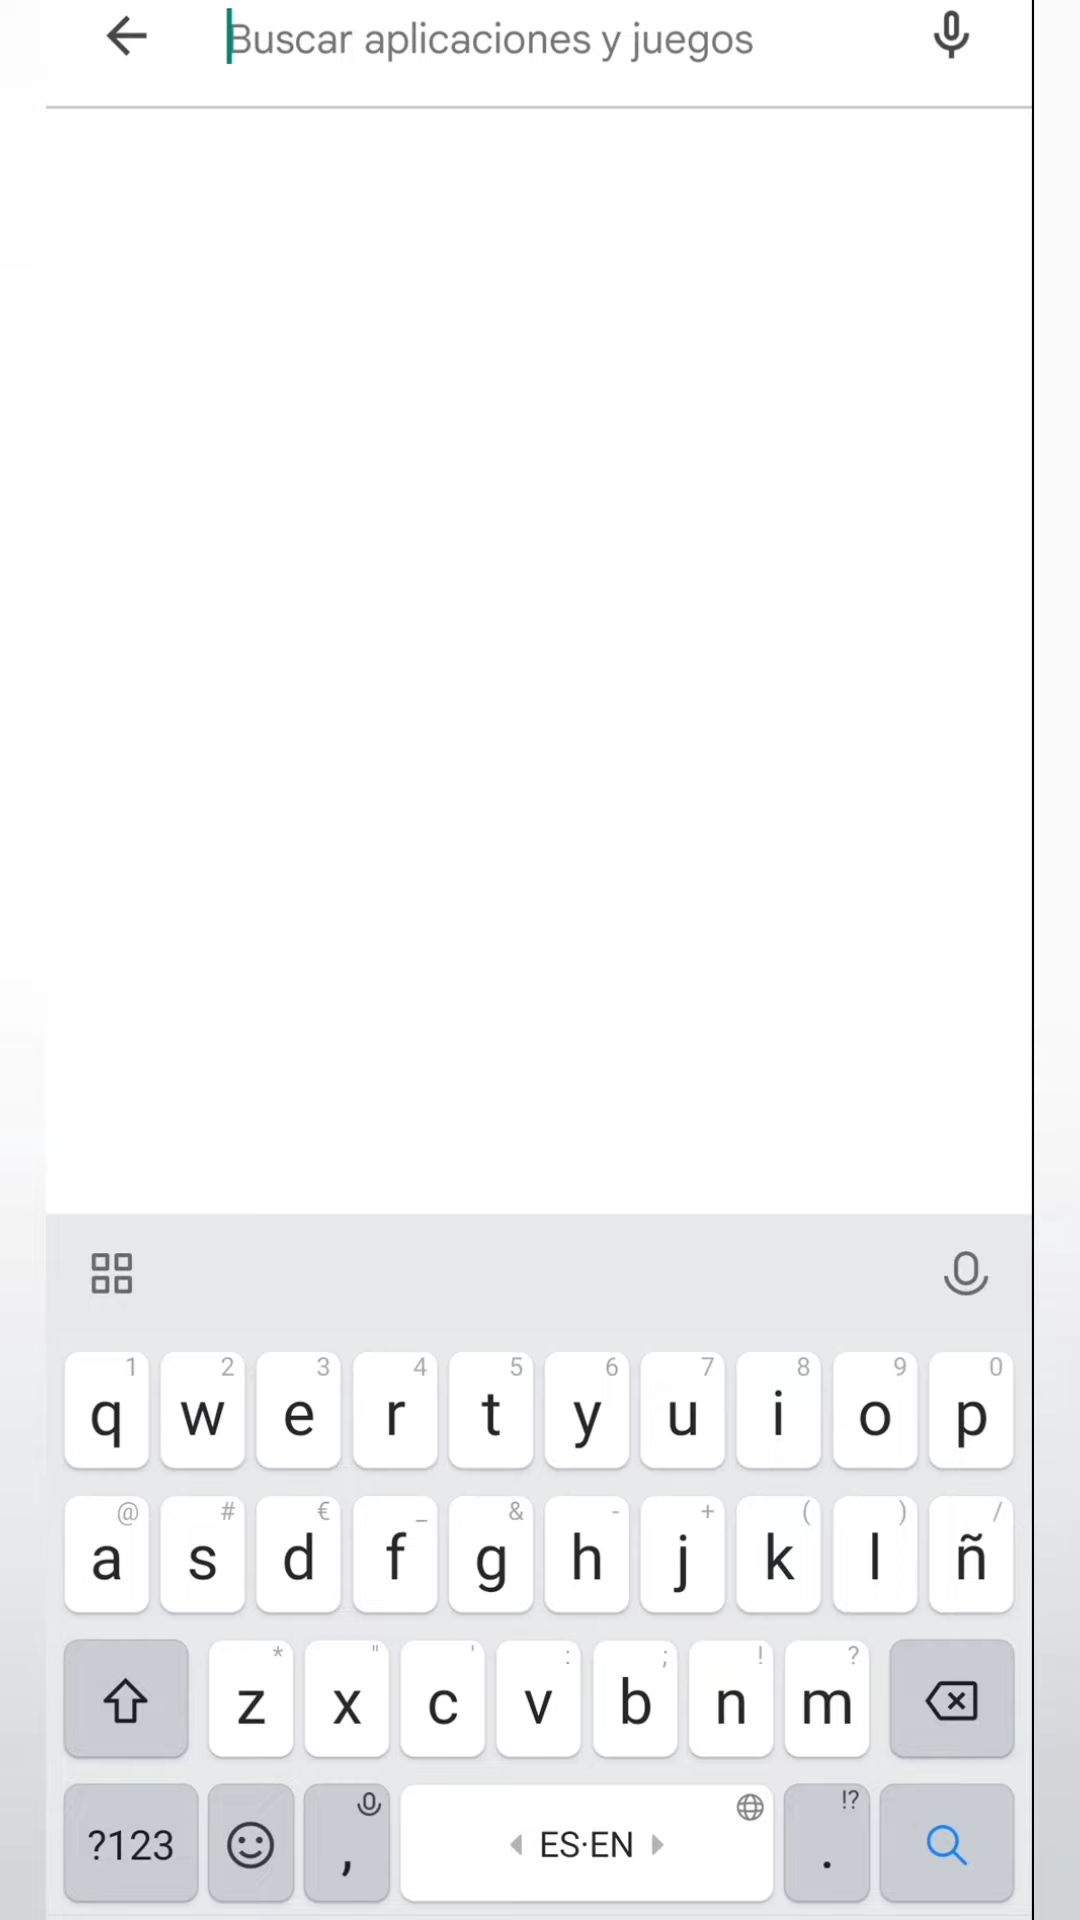 Buscar aplicaciones y juegos
1 2 3 4 5 6 7 8 9 0
q w e r t y u i o p
@ # € _ & - + ( ) /
a s d f g h j k l ñ
* " ' : ; ! ?
z x c v b n m
!?
?123 , ES·EN .